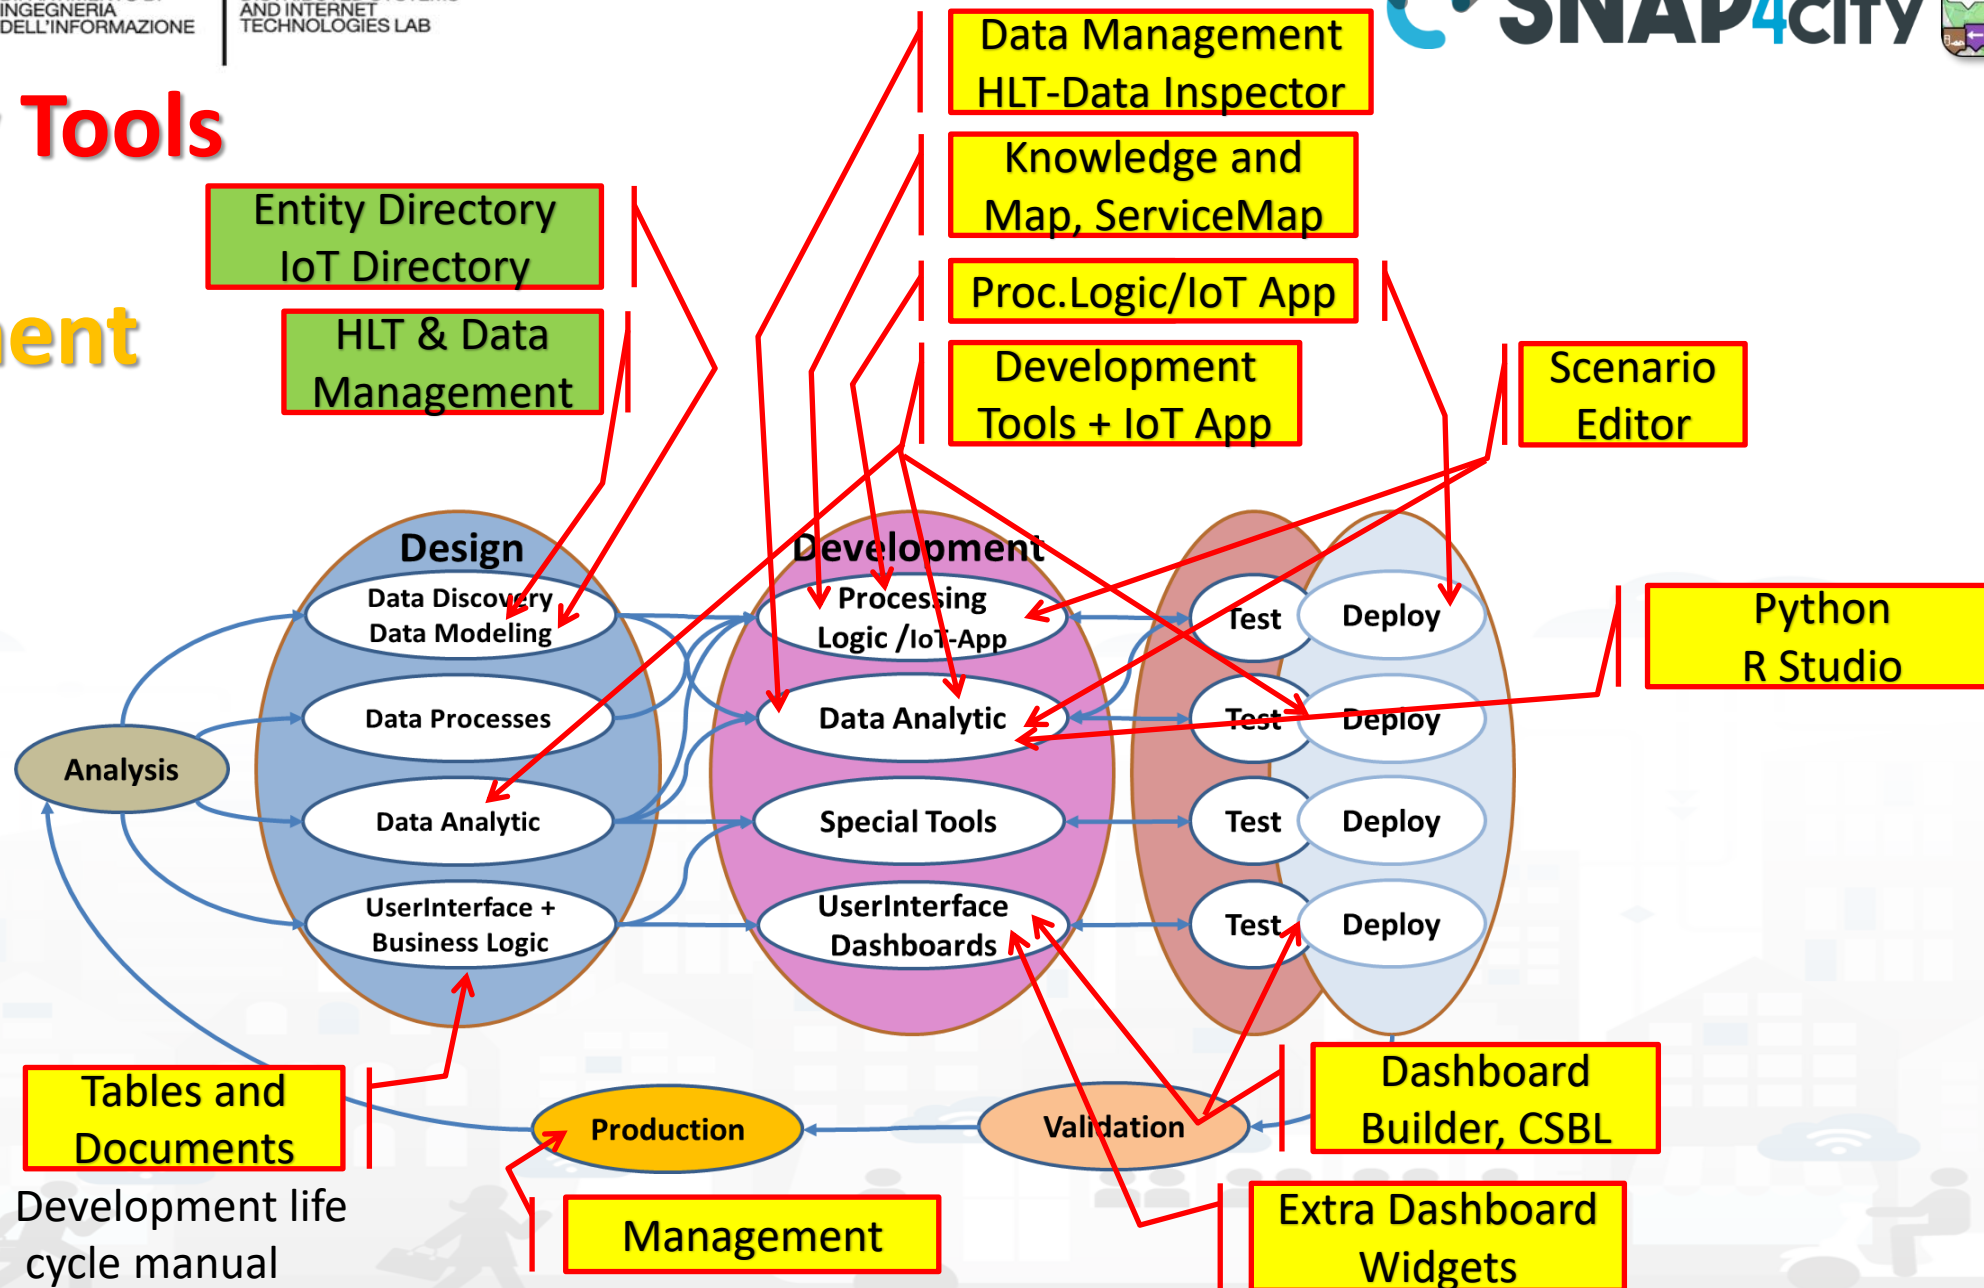 INGEGNERIA
DELL'INFORMAZIONE
AND INTERNET
TECHNOLOGIES LAB
SNAP4CITY
Tools
Data Management
HLT-Data Inspector
Knowledge and
Map, ServiceMap
Entity Directory
IoT Directory
Proc.Logic/IoT App
HLT & Data
Management
Development
Tools + IoT App
Scenario
Editor
Design
Development
Data Discovery
Data Modeling
Processing
Logic /IoT-App
Test
Deploy
Python
R Studio
Data Processes
Data Analytic
Test
Deploy
Analysis
Data Analytic
Special Tools
Test
Deploy
UserInterface +
Business Logic
UserInterface
Dashboards
Test
Deploy
Tables and
Documents
Production
Validation
Dashboard
Builder, CSBL
Development life
cycle manual
Management
Extra Dashboard
Widgets